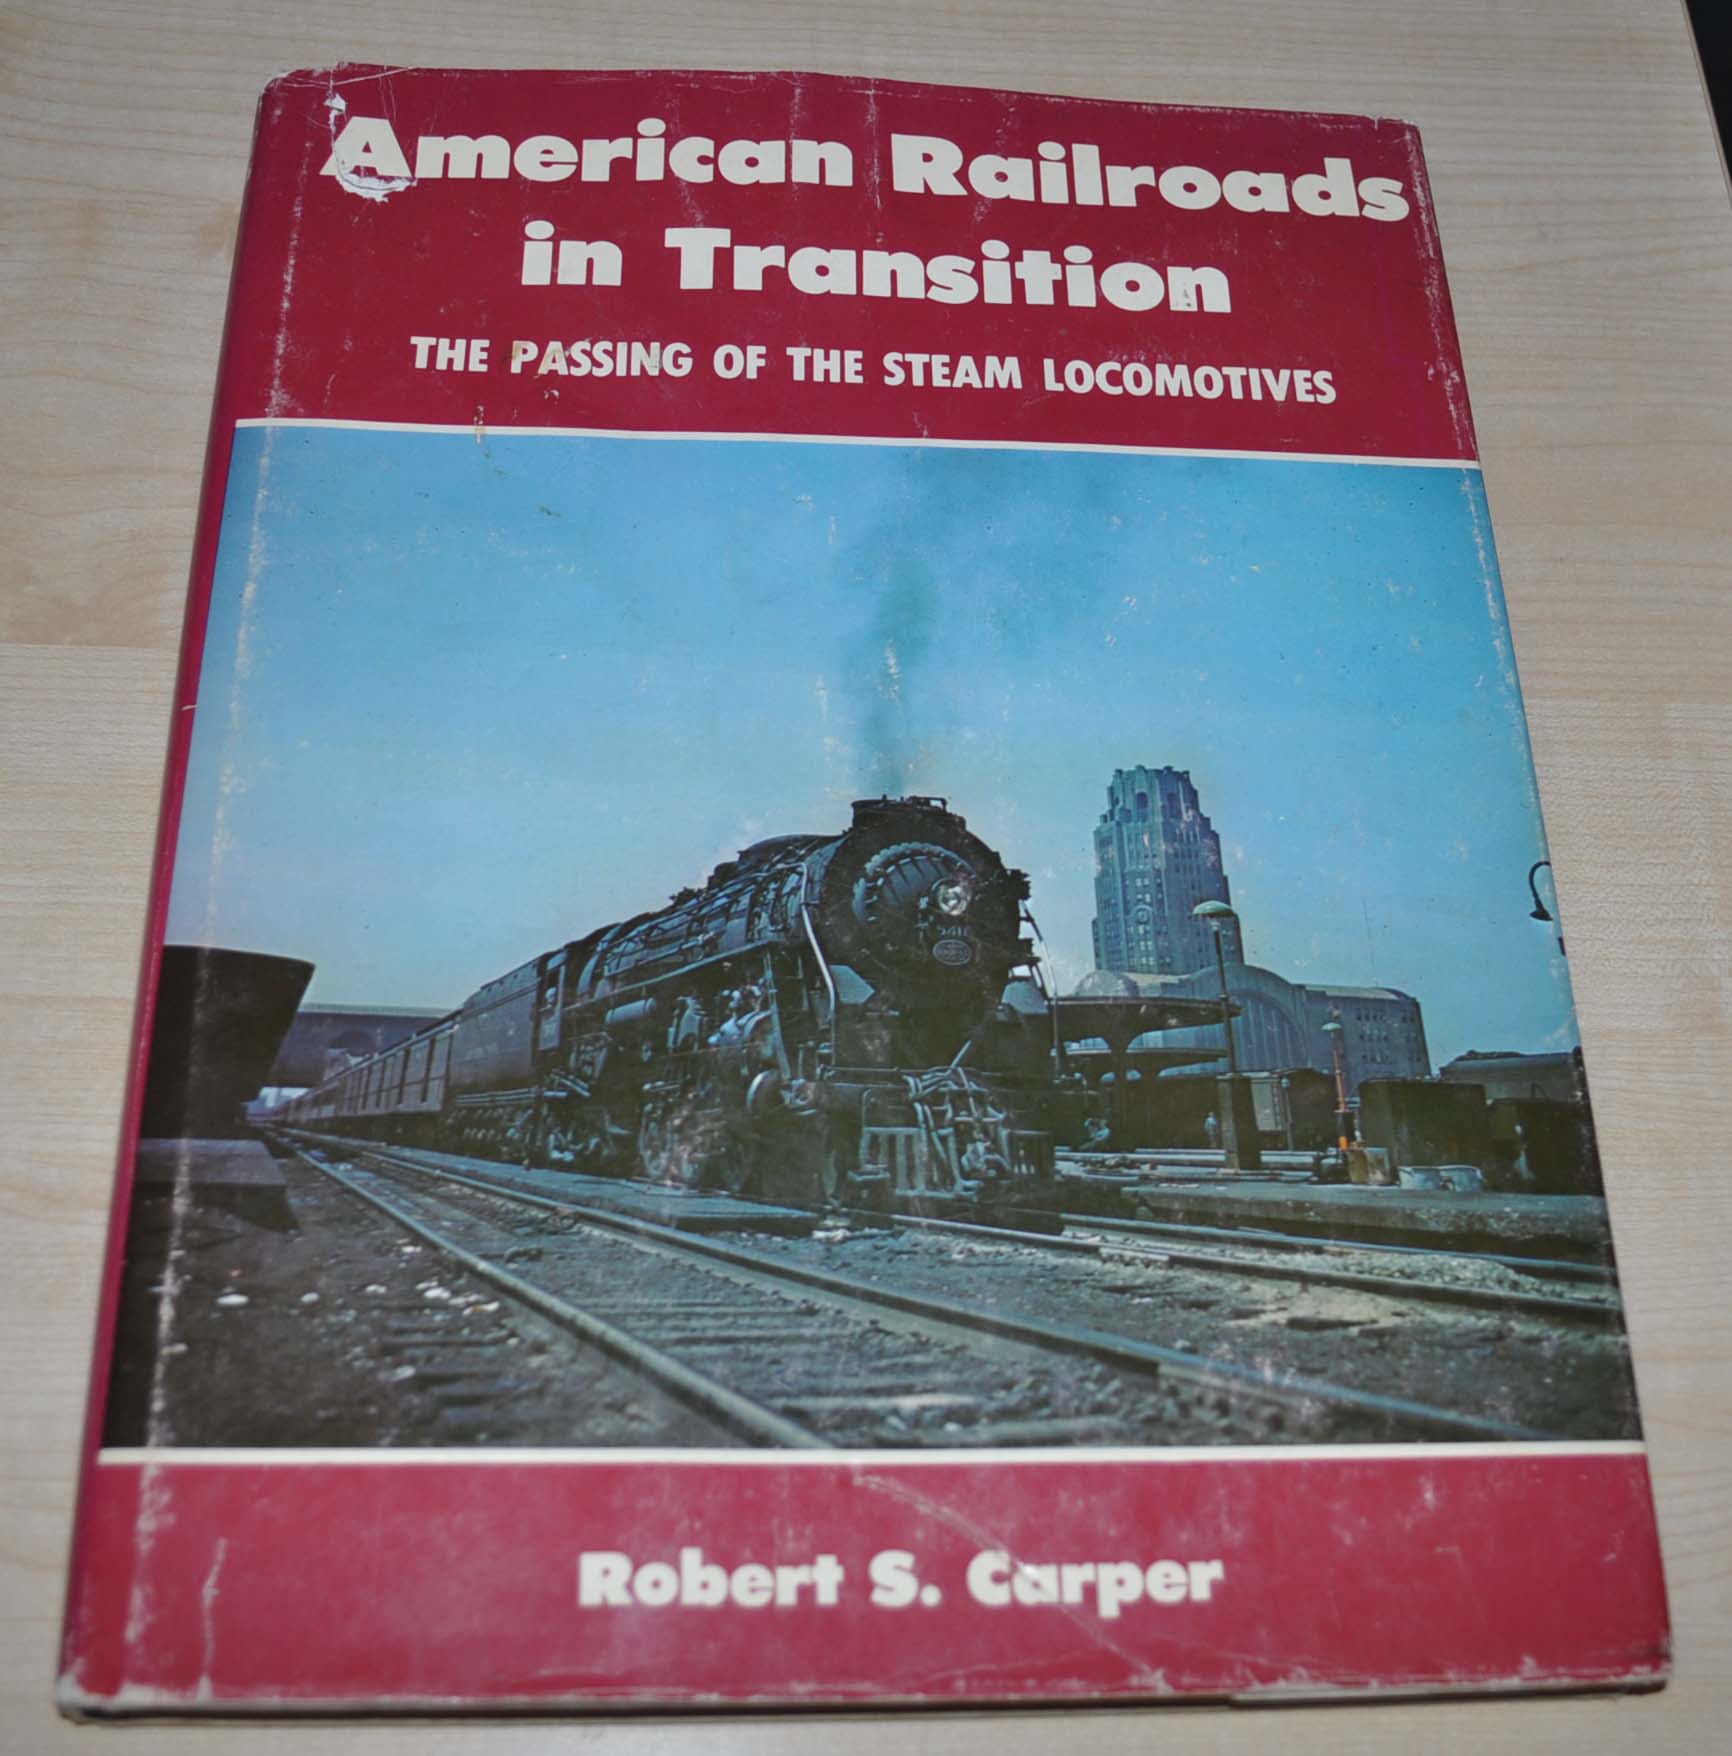 American Railroads
in Transition
THE PASSING OF THE STEAM LOCOMOTIVES
Robert S. Carper